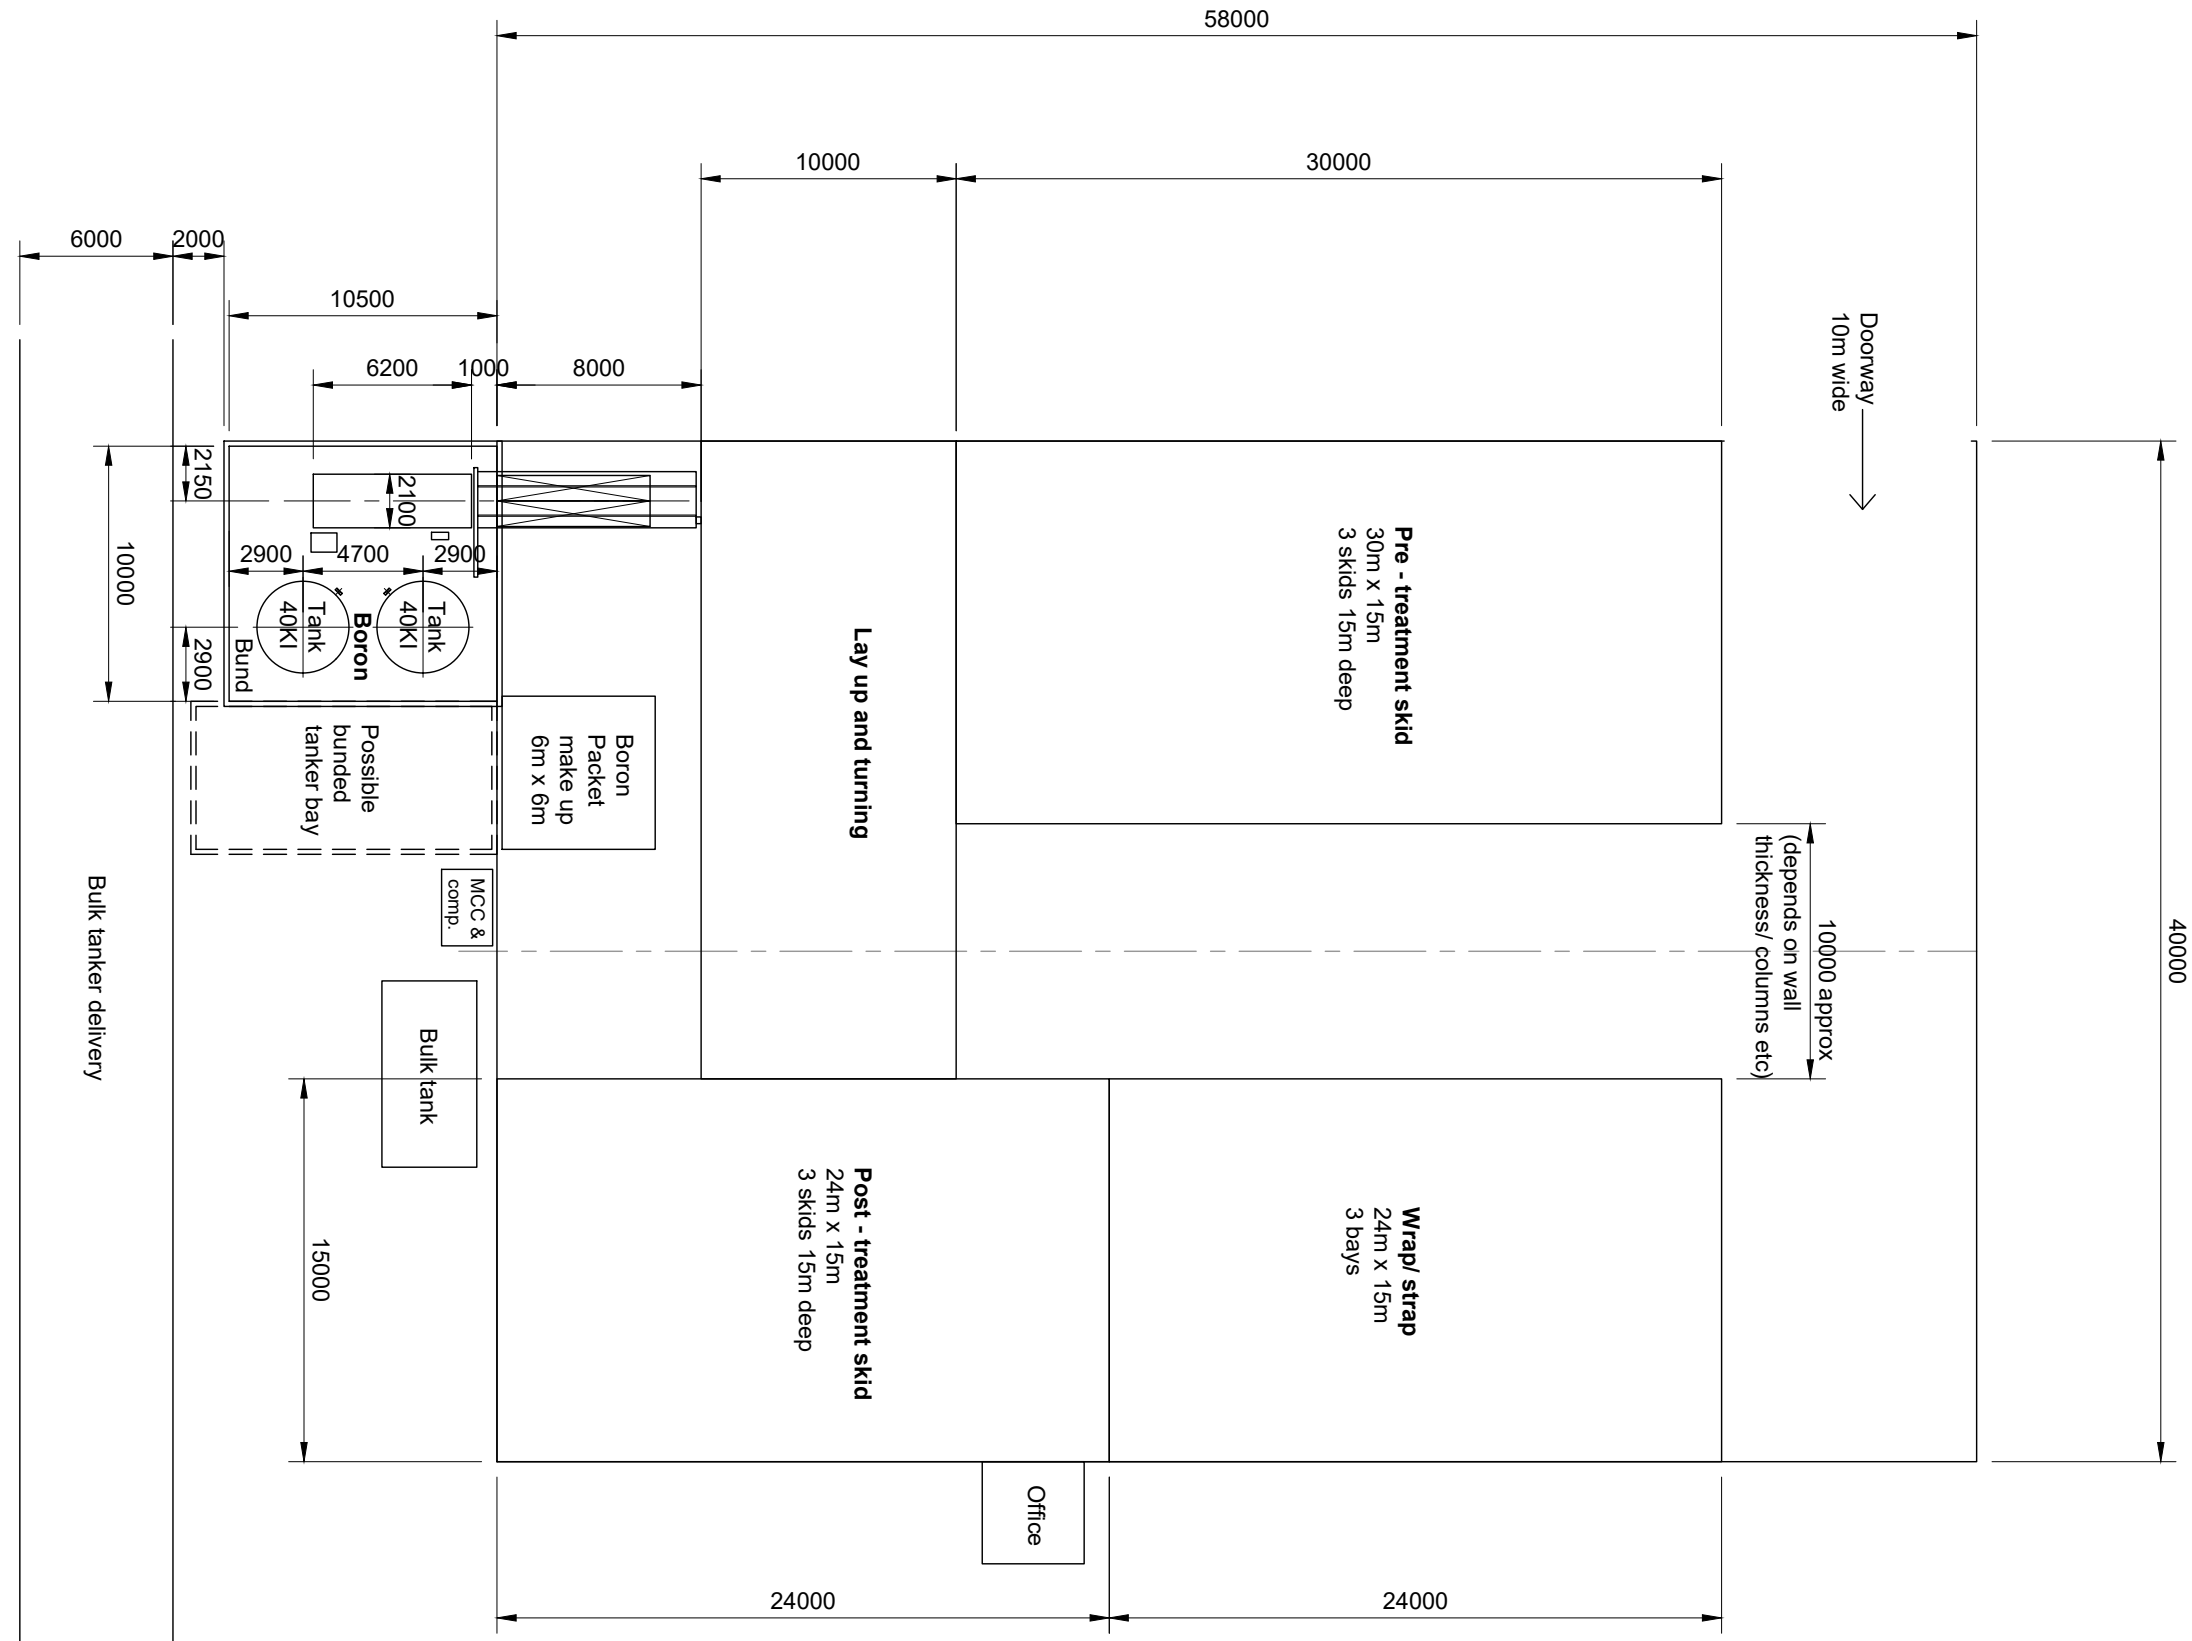 58000
10000
30000
6000
2000
10500
6200
1000
8000
Doorway
10m wide
40000
2150
2100
10000
2900
4700
2900
2900
Tank
40Kl
Tank
40Kl
Boron
Bund
Possible
bunded
tanker bay
Boron
Packet
make up
6m x 6m
MCC &
comp.
Bulk tanker delivery
Bulk tank
15000
Lay up and turning
Pre - treatment skid
30m x 15m
3 skids 15m deep
10000 approx
(depends on wall
thickness/ columns etc)
Post - treatment skid
24m x 15m
3 skids 15m deep
Wrap/ strap
24m x 15m
3 bays
Office
24000
24000